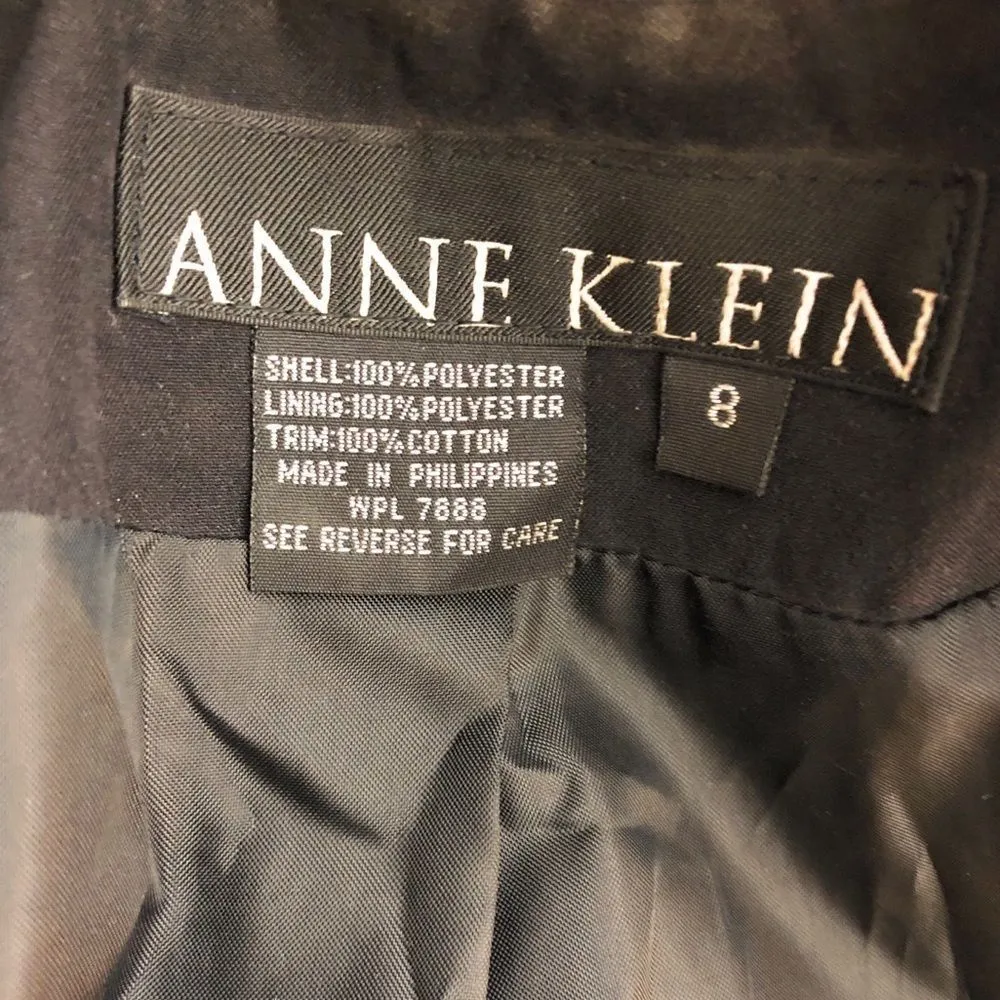 ANNE KLEIN
8
SHELL:100%POLYESTER
LINING:100%POLYESTER
TRIM:100%COTTON
MADE IN PHILIPPINES
WPL 7888
SEE REVERSE FOR CARE